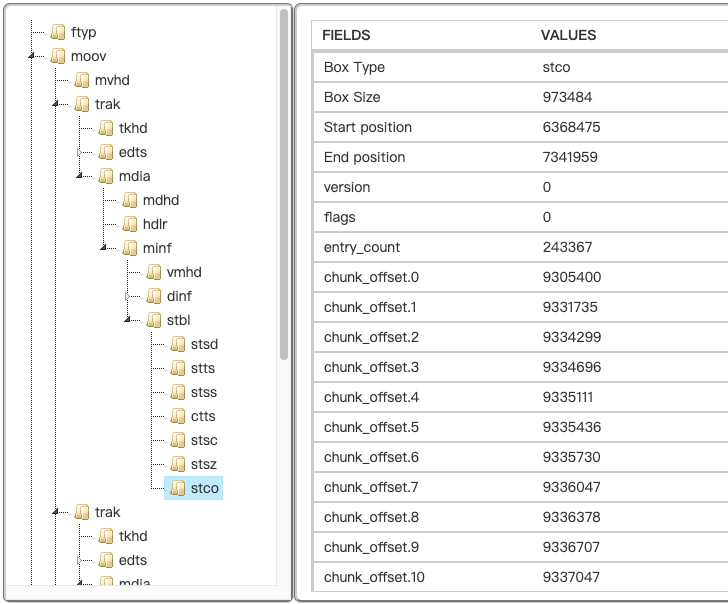 ftyp
moov
mvhd
trak
tkhd
edts
mdia
mdhd
hdlr
minf
vmhd
dinf
stbl
stsd
stts
stss
ctts
stsc
stsz
stco
trak
tkhd
edts
mdia
FIELDS VALUES
Box Type stco
Box Size 973484
Start position 6368475
End position 7341959
version 0
flags 0
entry_count 243367
chunk_offset.0 9305400
chunk_offset.1 9331735
chunk_offset.2 9334299
chunk_offset.3 9334696
chunk_offset.4 9335111
chunk_offset.5 9335436
chunk_offset.6 9335730
chunk_offset.7 9336047
chunk_offset.8 9336378
chunk_offset.9 9336707
chunk_offset.10 9337047